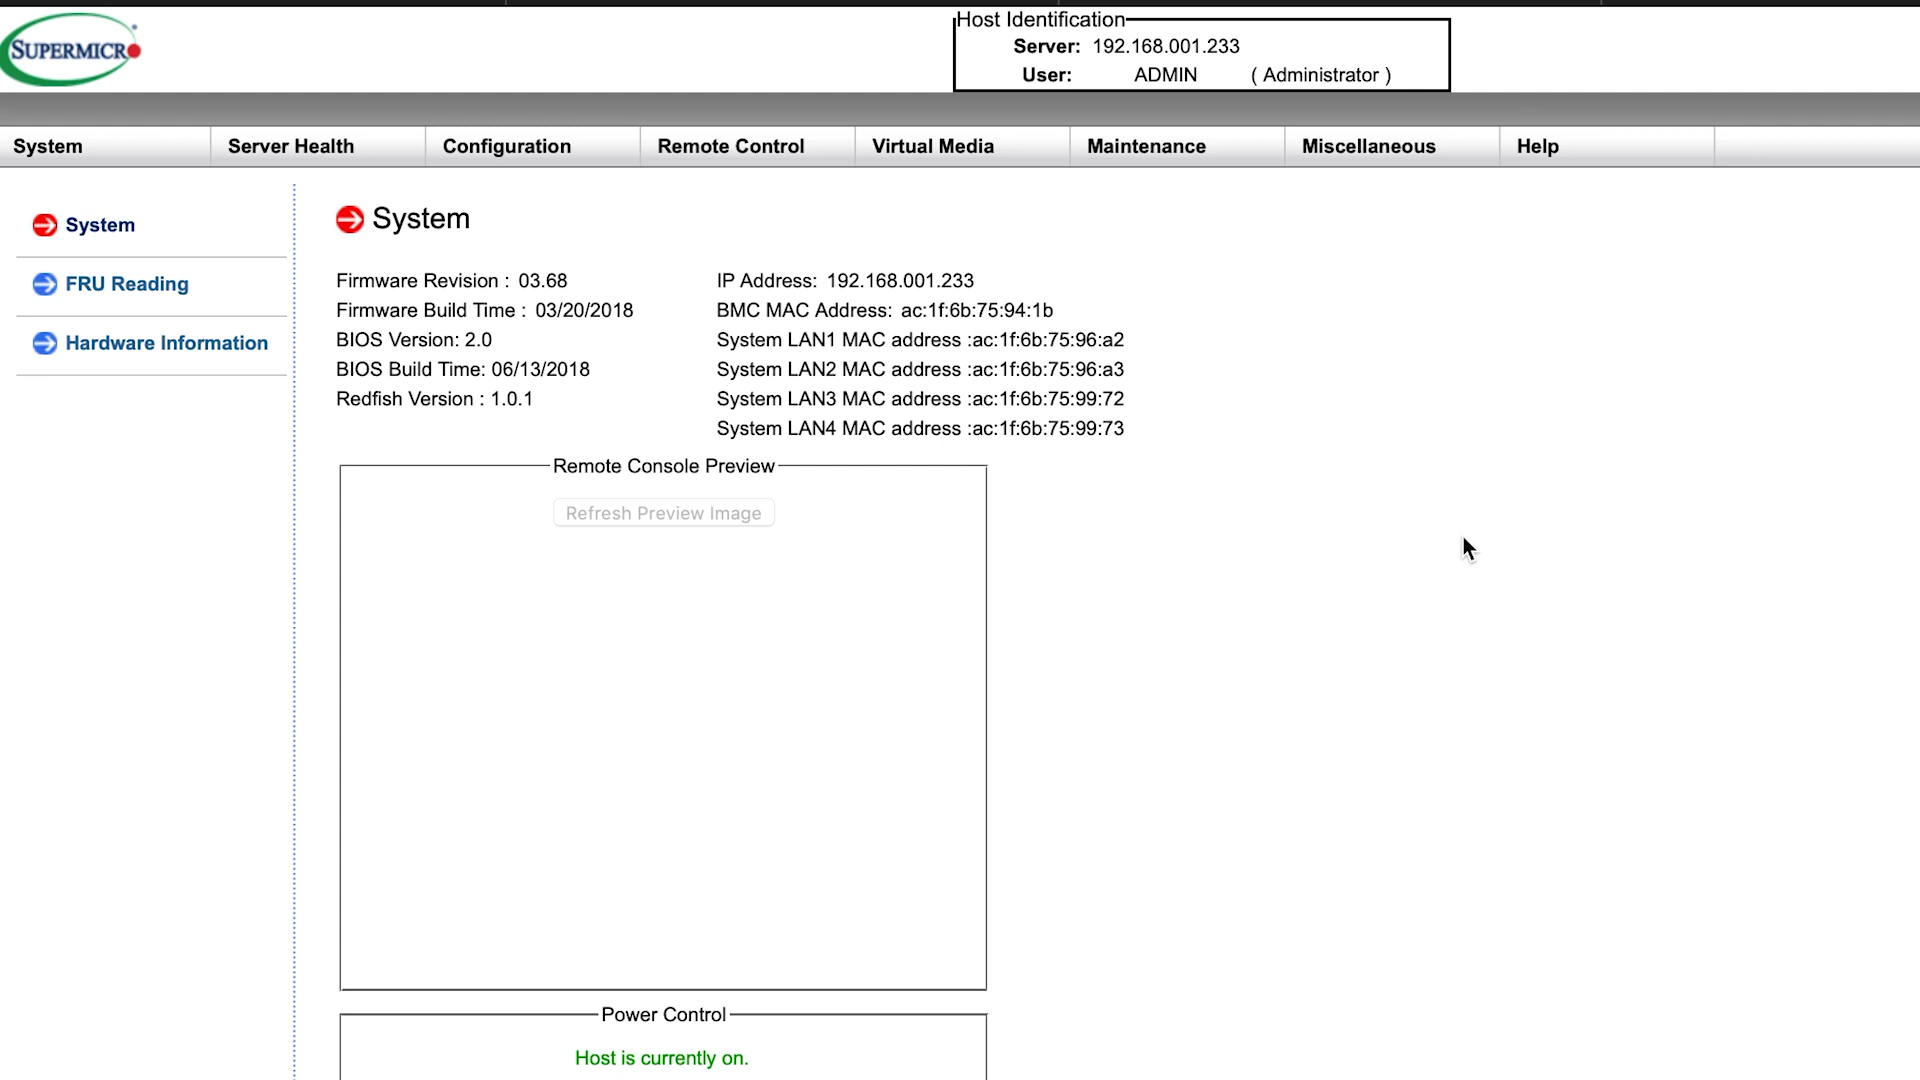 SUPERMICRO
Host Identification
Server: 192.168.001.233
User: ADMIN ( Administrator )
System
Server Health
Configuration
Remote Control
Virtual Media
Maintenance
Miscellaneous
Help
System
FRU Reading
Hardware Information
System
Firmware Revision : 03.68
Firmware Build Time : 03/20/2018
BIOS Version: 2.0
BIOS Build Time: 06/13/2018
Redfish Version : 1.0.1
IP Address: 192.168.001.233
BMC MAC Address: ac:1f:6b:75:94:1b
System LAN1 MAC address :ac:1f:6b:75:96:a2
System LAN2 MAC address :ac:1f:6b:75:96:a3
System LAN3 MAC address :ac:1f:6b:75:99:72
System LAN4 MAC address :ac:1f:6b:75:99:73
Remote Console Preview
Refresh Preview Image
Power Control
Host is currently on.